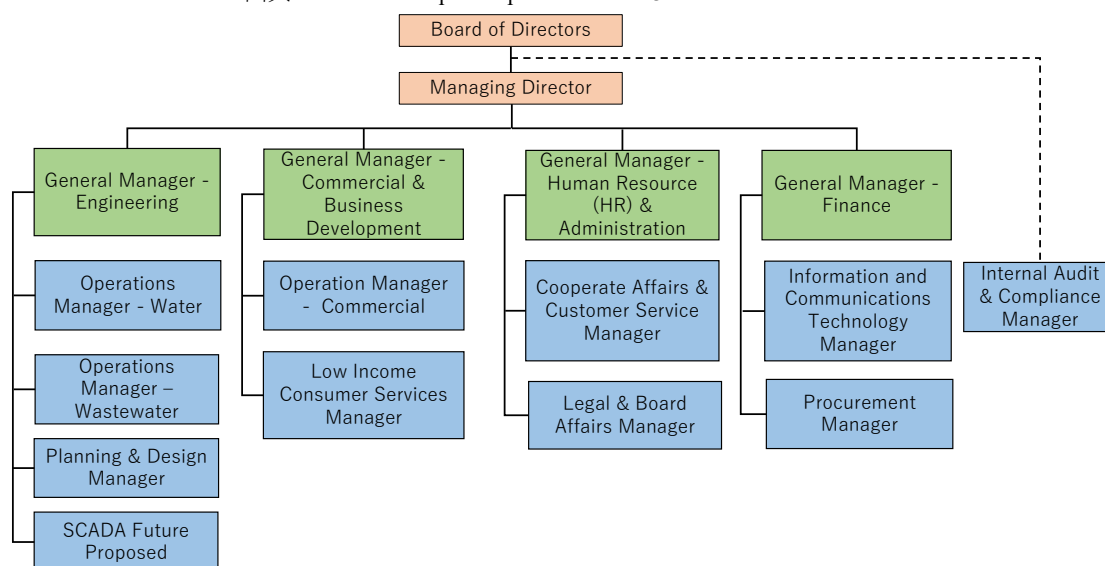 Board of Directors
Managing Director
General Manager -
Engineering
General Manager -
Commercial &
Business
Development
General Manager -
Human Resource
(HR) &
Administration
General Manager -
Finance
Operations
Manager - Water
Operation Manager
- Commercial
Cooperate Affairs &
Customer Service
Manager
Information and
Communications
Technology
Manager
Internal Audit
& Compliance
Manager
Operations
Manager –
Wastewater
Low Income
Consumer Services
Manager
Legal & Board
Affairs Manager
Procurement
Manager
Planning & Design
Manager
SCADA Future
Proposed